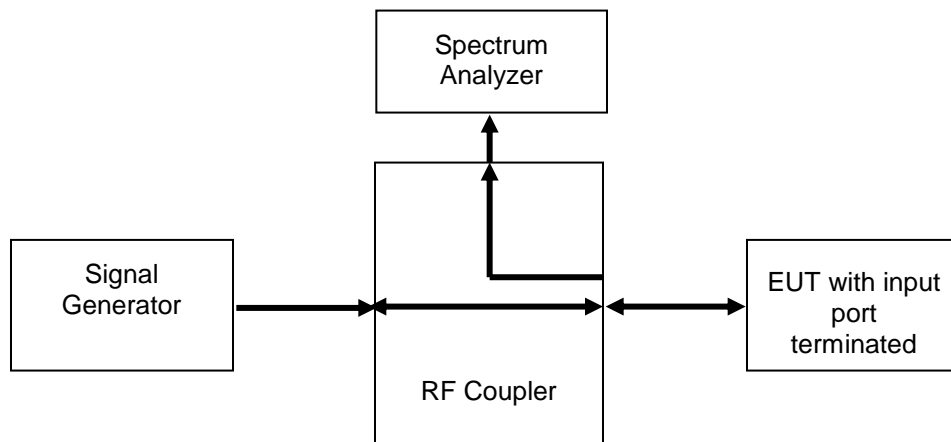 Spectrum
Analyzer
Signal
Generator
EUT with input
port
terminated
RF Coupler